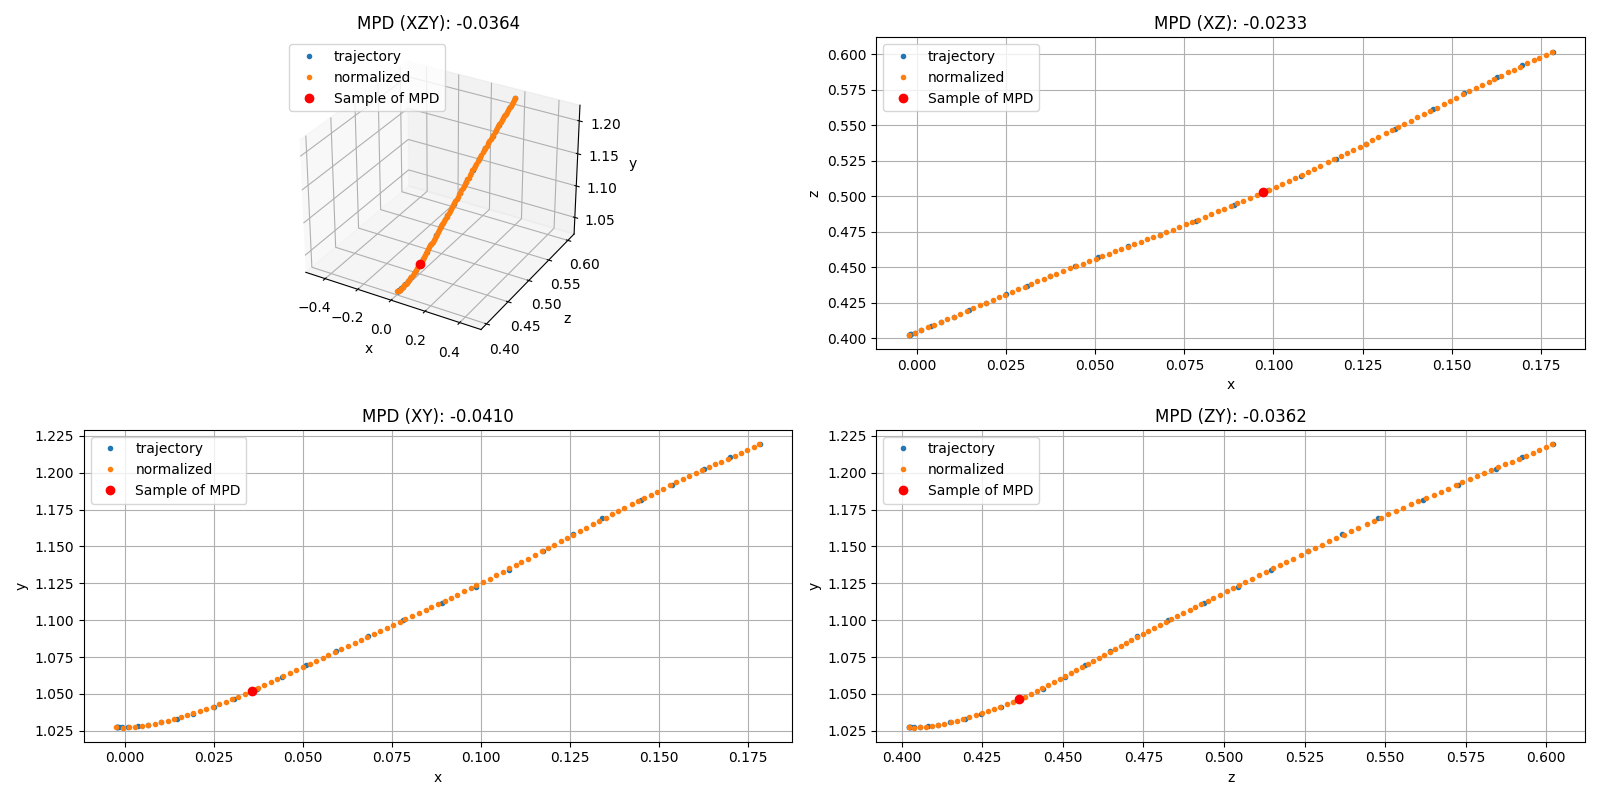 MPD (XZY): -0.0364
trajectory
normalized
Sample of MPD
1.20
1.15
1.10
1.05
y
0.60
0.55
0.50
0.45
0.40
z
−0.4
−0.2
0.0
0.2
0.4
x
MPD (XZ): -0.0233
trajectory
normalized
Sample of MPD
0.600
0.575
0.550
0.525
0.500
0.475
0.450
0.425
0.400
z
0.000 0.025 0.050 0.075 0.100 0.125 0.150 0.175
x
MPD (XY): -0.0410
trajectory
normalized
Sample of MPD
1.225
1.200
1.175
1.150
1.125
1.100
1.075
1.050
1.025
y
0.000 0.025 0.050 0.075 0.100 0.125 0.150 0.175
x
MPD (ZY): -0.0362
trajectory
normalized
Sample of MPD
1.225
1.200
1.175
1.150
1.125
1.100
1.075
1.050
1.025
y
0.400 0.425 0.450 0.475 0.500 0.525 0.550 0.575 0.600
z